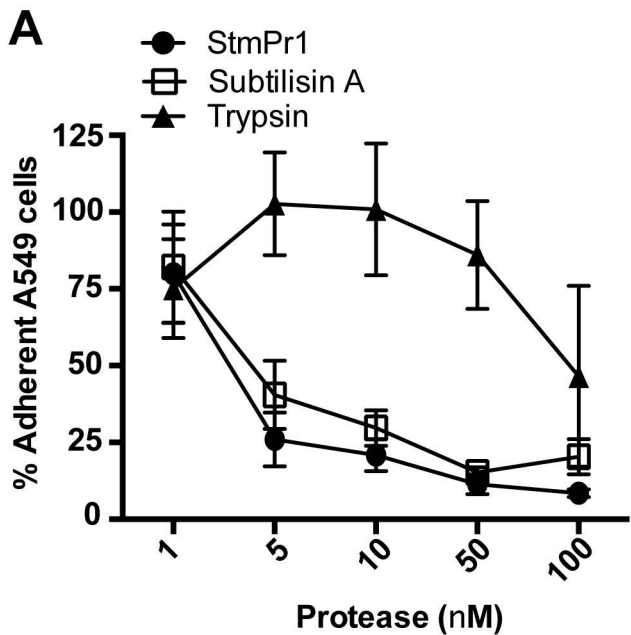 A
StmPr1
Subtilisin A
Trypsin
% Adherent A549 cells
125
100
75
50
25
0
1
5
10
50
100
Protease (nM)